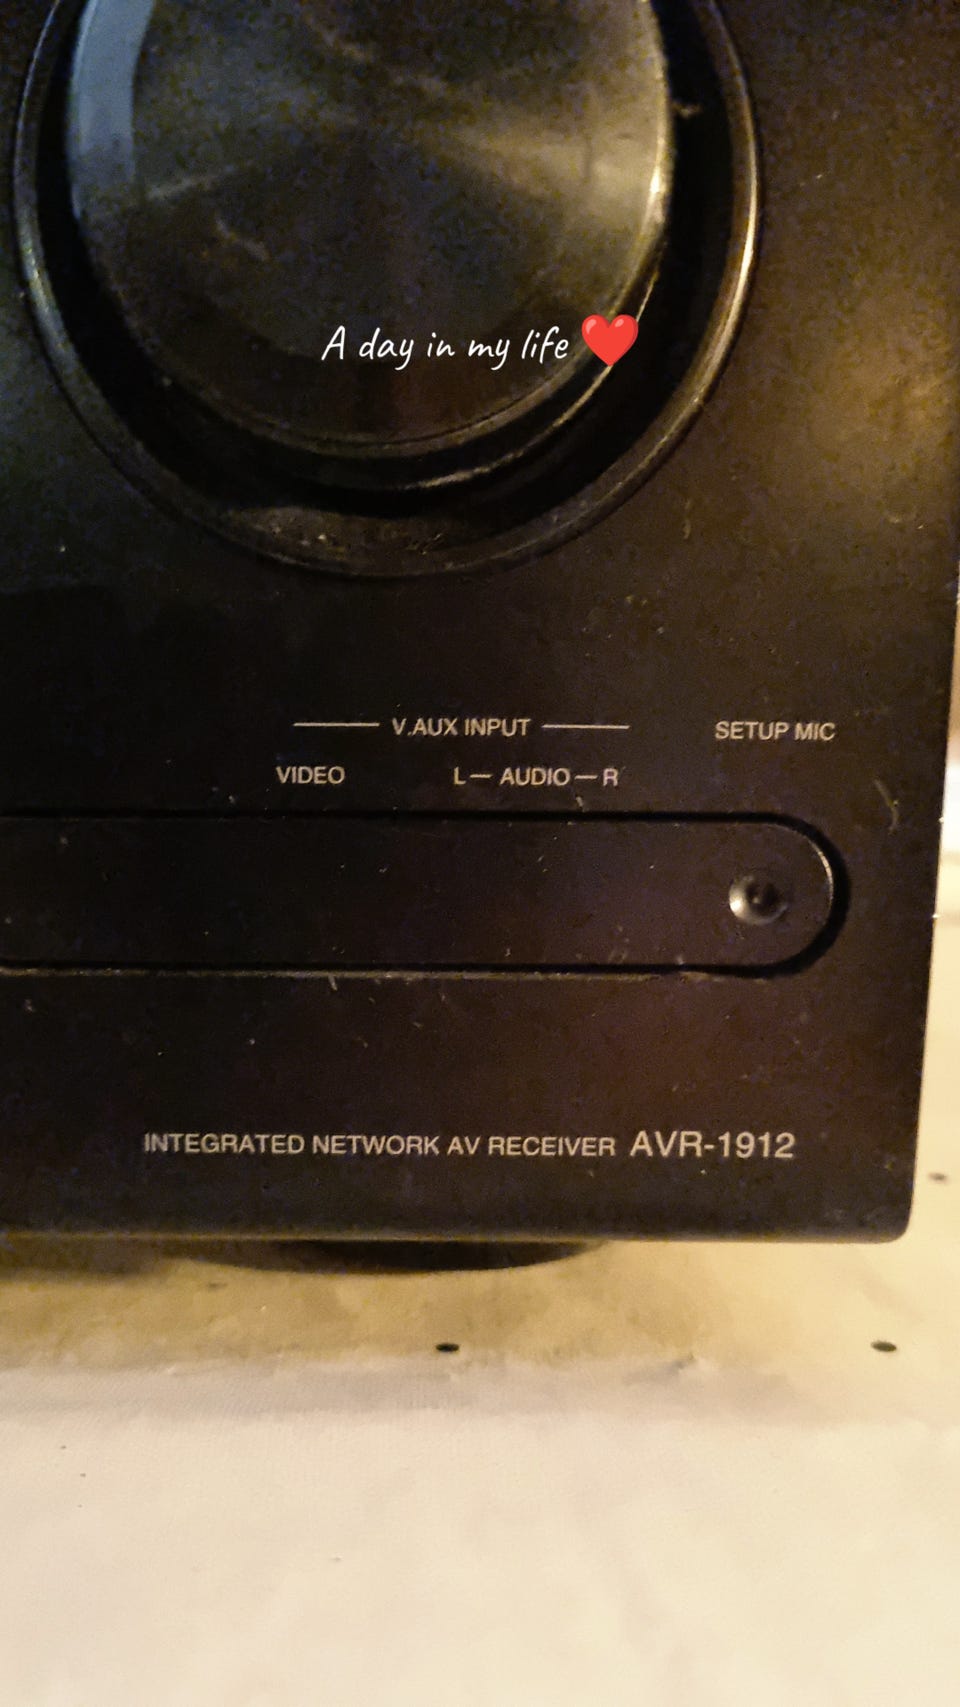 A day in my life ❤️
V.AUX INPUT
SETUP MIC
VIDEO
L — AUDIO — R
INTEGRATED NETWORK AV RECEIVER AVR-1912